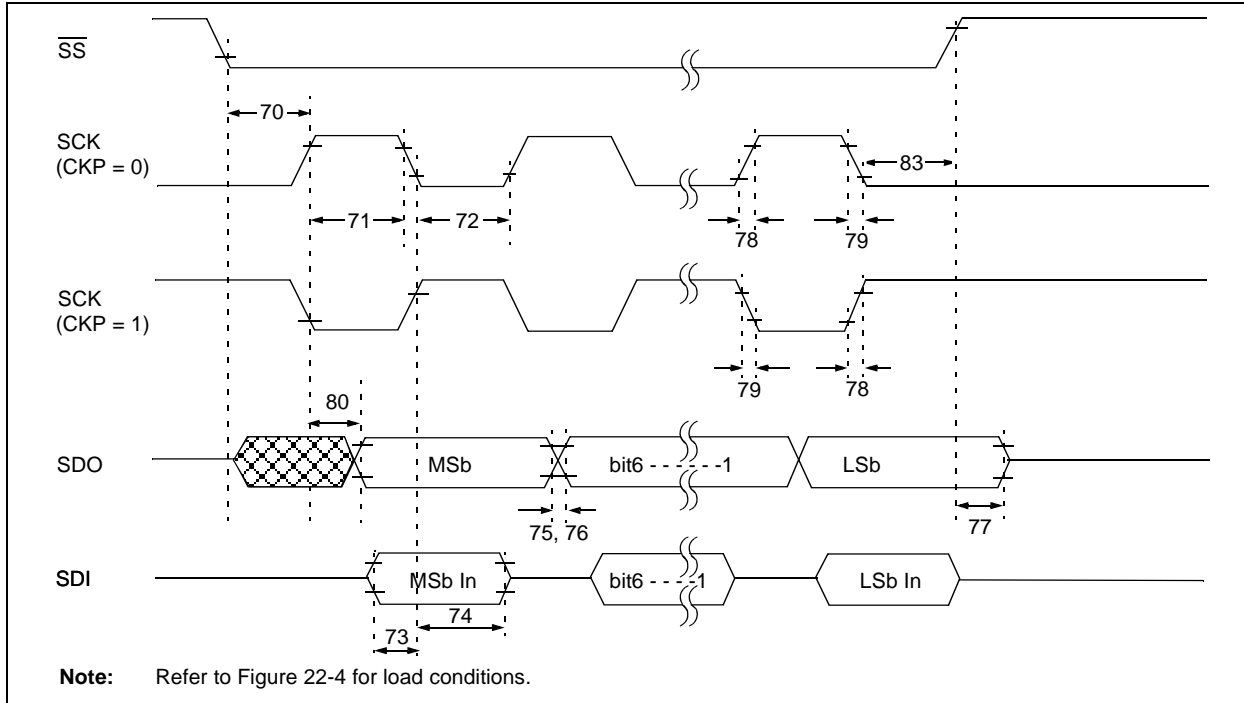 SS
70
SCK
(CKP = 0)
83
71
72
78
79
SCK
(CKP = 1)
79
78
80
SDO
MSb
bit6 - - - - - -1
LSb
75, 76
77
SDI
MSb In
bit6 - - - -1
LSb In
74
73
Note: Refer to Figure 22-4 for load conditions.